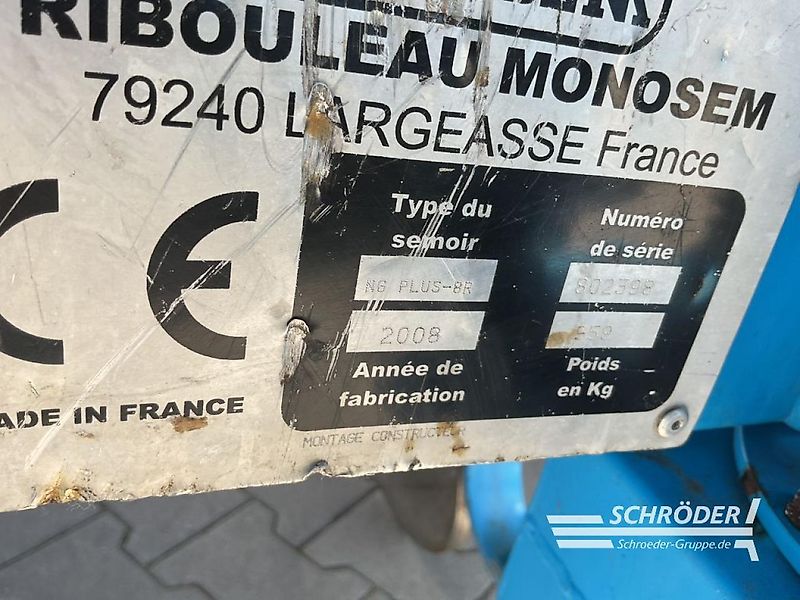 RIBOULEAU MONOSEM
79240 LARGEASSE France
CE
MADE IN FRANCE
Type du
semoir
NG PLUS-8R
2008
Année de
fabrication
Numéro
de série
802398
Poids
en Kg
MONTAGE CONSTRUCTEUR
SCHRÖDER
Schroeder-Gruppe.de